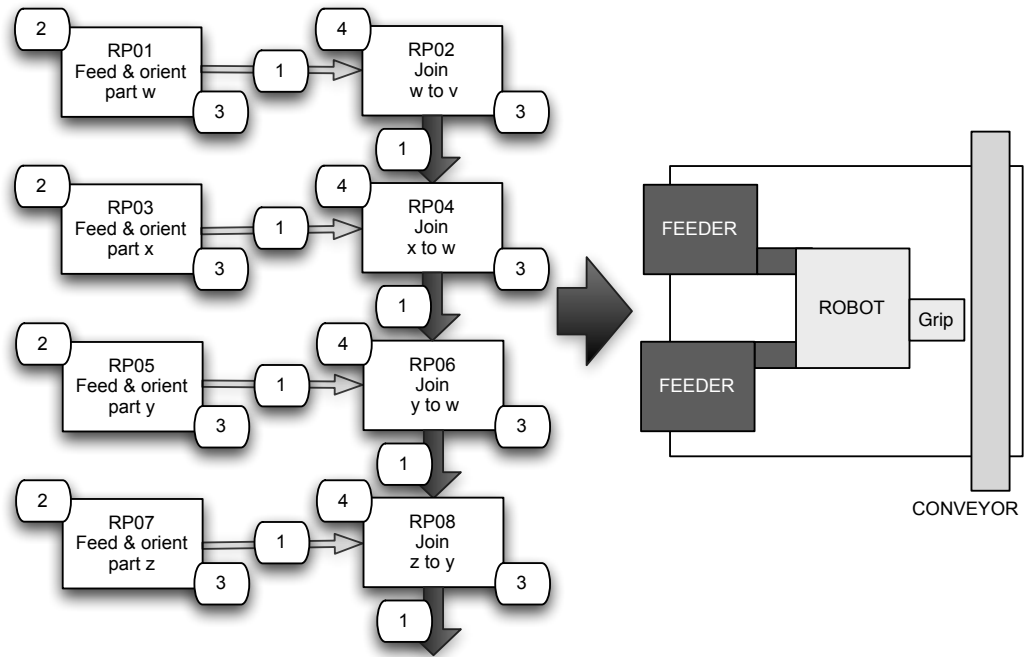 2
RP01
Feed & orient
part w
3
1
4
RP02
Join
w to v
3
1
2
RP03
Feed & orient
part x
3
1
4
RP04
Join
x to w
3
1
2
RP05
Feed & orient
part y
3
1
4
RP06
Join
y to w
3
1
2
RP07
Feed & orient
part z
3
1
4
RP08
Join
z to y
3
1
FEEDER
FEEDER
ROBOT
Grip
CONVEYOR